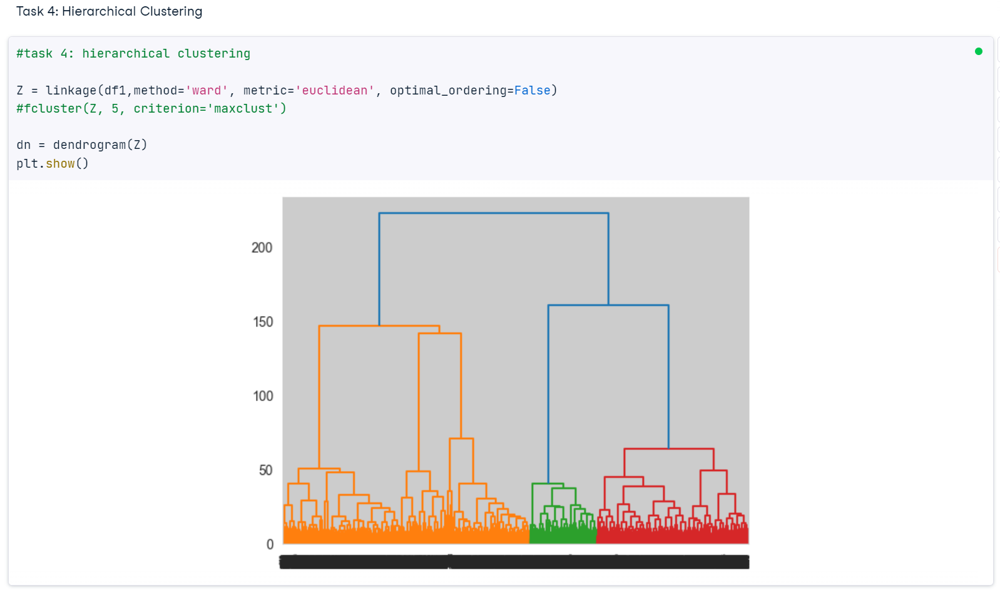 Task 4: Hierarchical Clustering
#task 4: hierarchical clustering
Z = linkage(df1,method='ward', metric='euclidean', optimal_ordering=False)
#fcluster(Z, 5, criterion='maxclust')
dn = dendrogram(Z)
plt.show()
200
150
100
50
0